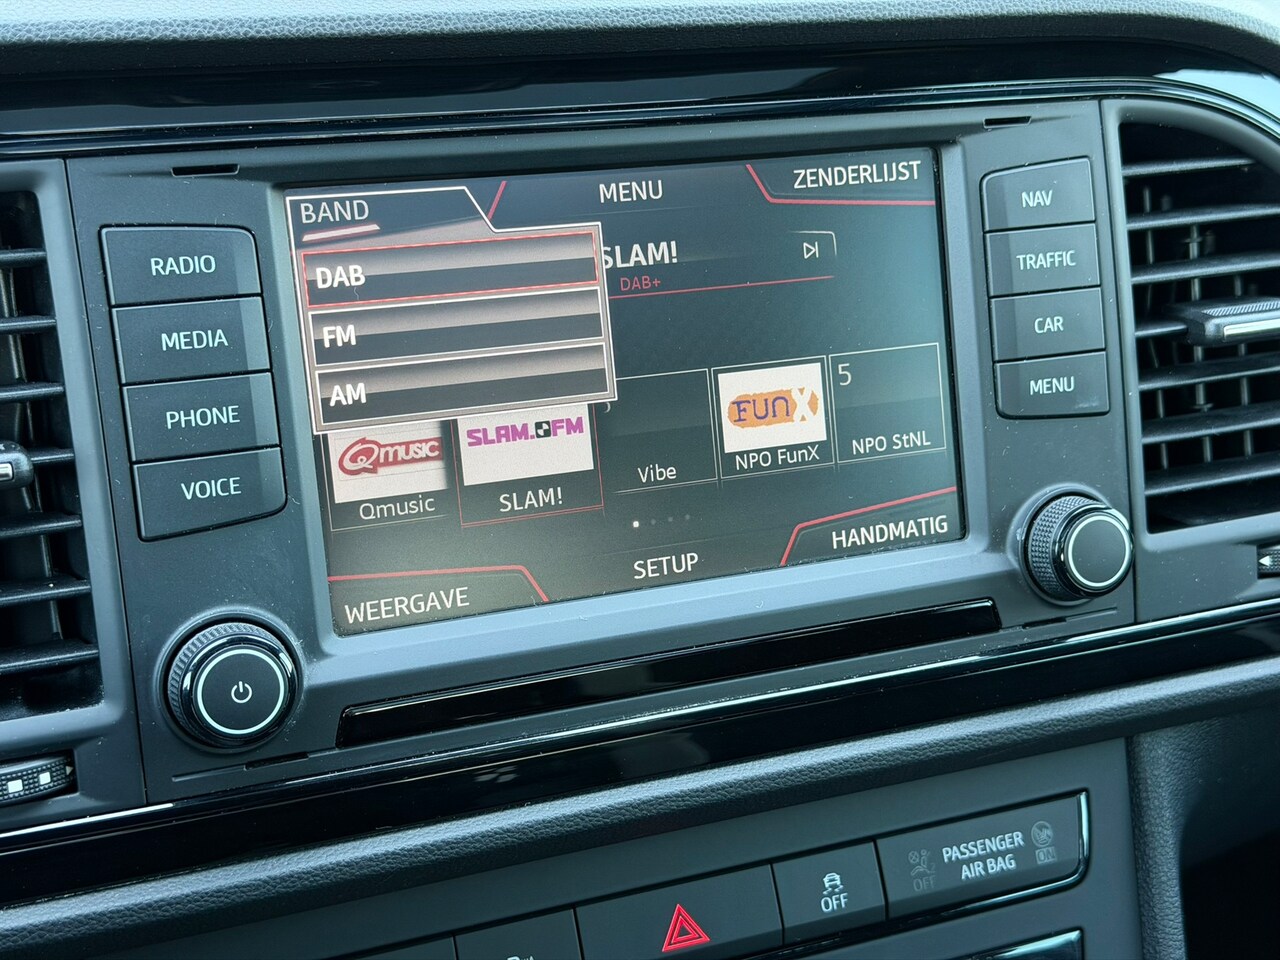 BAND
MENU
ZENDERLIJST
DAB
FM
AM
SLAM!
DAB+
Qmusic
Qmusic
SLAM.FM
SLAM!
Vibe
FUNX
NPO FunX
5
NPO StNL
WEERGAVE
SETUP
HANDMATIG
RADIO
MEDIA
PHONE
VOICE
NAV
TRAFFIC
CAR
MENU
OFF
OFF
PASSENGER
AIR BAG
ON